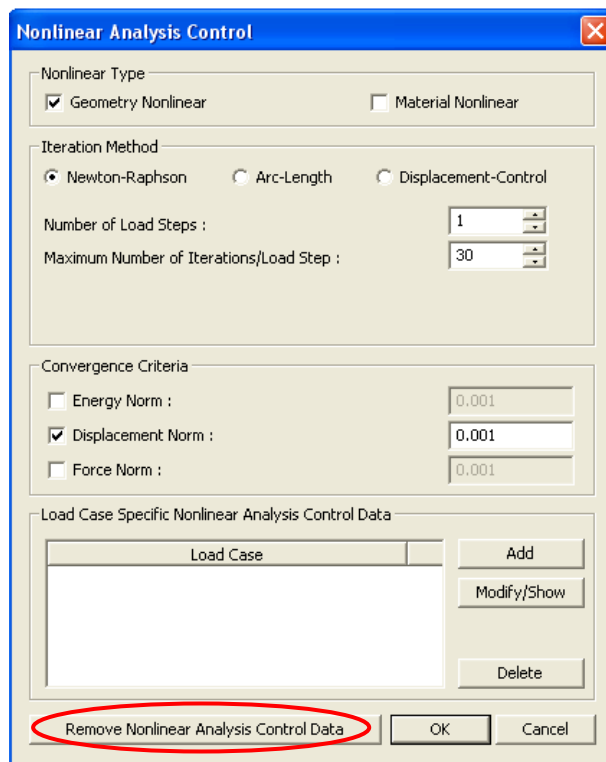 Nonlinear Analysis Control
Nonlinear Type
Geometry Nonlinear Material Nonlinear
Iteration Method
Newton-Raphson Arc-Length Displacement-Control
Number of Load Steps : 1
Maximum Number of Iterations/Load Step : 30
Convergence Criteria
Energy Norm : 0.001
Displacement Norm : 0.001
Force Norm : 0.001
Load Case Specific Nonlinear Analysis Control Data
Load Case Add
Modify/Show
Delete
Remove Nonlinear Analysis Control Data OK Cancel